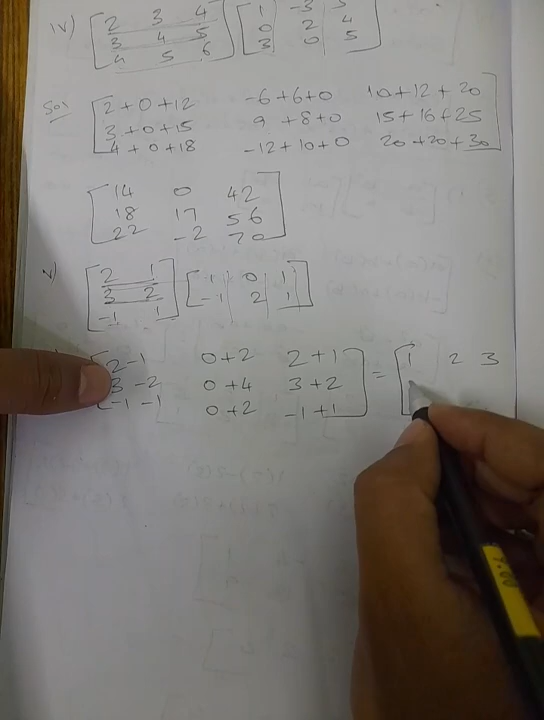 iv) [2 3 4 [1 -3 5
3 4 5 0 2 4
4 5 6] 3 0 5]
Sol [2+0+12 -6+6+0 10+12+20
3+0+15 9+8+0 15+16+25
4+0+18 -12+10+0 20+20+30]
[14 0 42
18 17 56
22 -2 70]
v) [2 1 [1 0 1
3 2 -1 2 1]
-1 1]
[2-1 0+2 2+1 = [1 2 3
3-2 0+4 3+2
-1-1 0+2 -1+1]